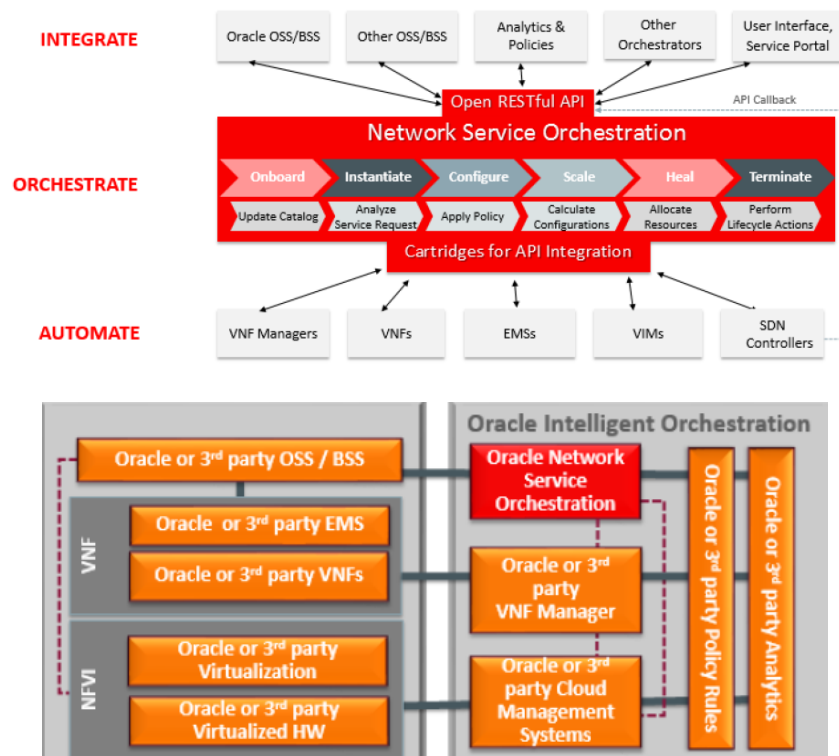 INTEGRATE
Oracle OSS/BSS
Other OSS/BSS
Analytics &
Policies
Other
Orchestrators
User Interface,
Service Portal
Open RESTful API
API Callback
Network Service Orchestration
ORCHESTRATE
Onboard
Instantiate
Configure
Scale
Heal
Terminate
Update Catalog
Analyze
Service Request
Apply Policy
Calculate
Configurations
Allocate
Resources
Perform
Lifecycle Actions
Cartridges for API Integration
AUTOMATE
VNF Managers
VNFs
EMSs
VIMs
SDN
Controllers
Oracle Intelligent Orchestration
Oracle or 3rd party OSS / BSS
Oracle Network
Service
Orchestration
VNF
Oracle or 3rd party EMS
Oracle or 3rd party VNFs
Oracle or 3rd
party
VNF Manager
NFVI
Oracle or 3rd party
Virtualization
Oracle or 3rd party
Virtualized HW
Oracle or 3rd
party Cloud
Management
Systems
Oracle or 3rd party Policy Rules
Oracle or 3rd party Analytics